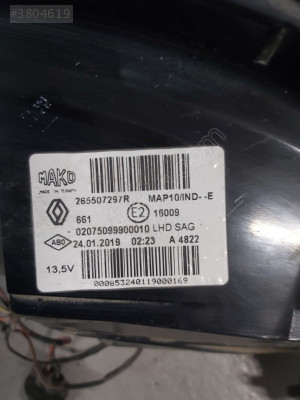 #3804619
MAKO
MADE IN TURKEY
265507297R MAP10/IND- -E
661 E2 16009
02075099900010 LHD SAG
ABO 24.01.2019 02:23 A 4822
13,5V
000853240119000169